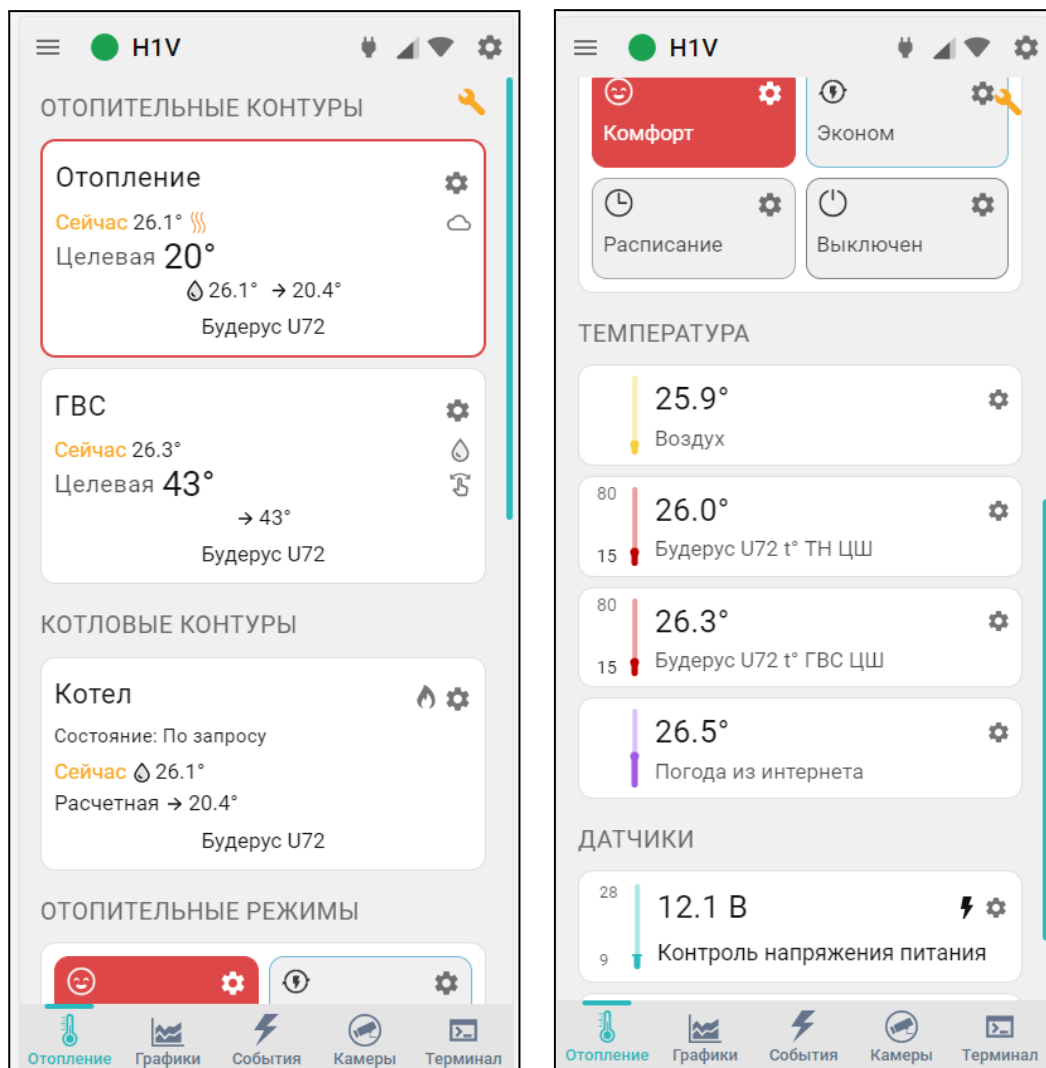 H1V
ОТОПИТЕЛЬНЫЕ КОНТУРЫ
Отопление
Сейчас 26.1°
Целевая 20°
26.1° → 20.4°
Будерус U72
ГВС
Сейчас 26.3°
Целевая 43°
→ 43°
Будерус U72
КОТЛОВЫЕ КОНТУРЫ
Котел
Состояние: По запросу
Сейчас 26.1°
Расчетная → 20.4°
Будерус U72
ОТОПИТЕЛЬНЫЕ РЕЖИМЫ
Отопление Графики События Камеры Терминал
H1V
Комфорт Эконом
Расписание Выключен
ТЕМПЕРАТУРА
25.9°
Воздух
80
26.0°
15 Будерус U72 t° ТН ЦШ
80
26.3°
15 Будерус U72 t° ГВС ЦШ
26.5°
Погода из интернета
ДАТЧИКИ
28
12.1 В
9 Контроль напряжения питания
Отопление Графики События Камеры Терминал